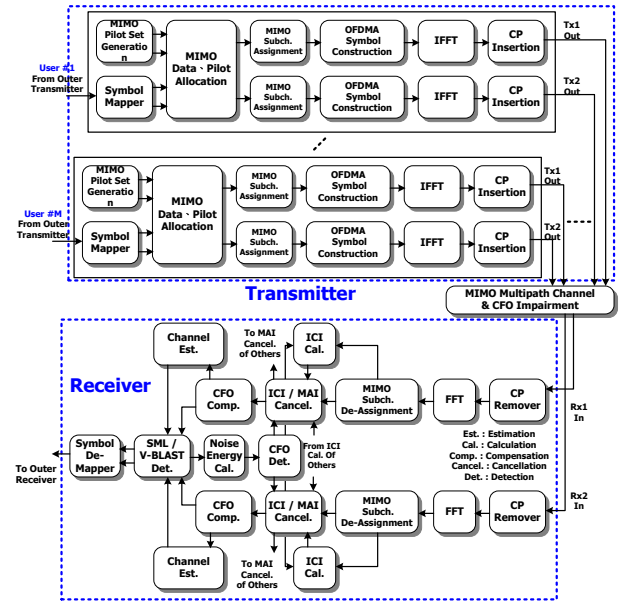 MIMO
Pilot Set
Generatio
n
MIMO
Data、Pilot
Allocation
MIMO
Subch.
Assignment
OFDMA
Symbol
Construction
IFFT
CP
Insertion
Tx1
Out
User #1
From Outer
Transmitter
Symbol
Mapper
MIMO
Subch.
Assignment
OFDMA
Symbol
Construction
IFFT
CP
Insertion
Tx2
Out
MIMO
Pilot Set
Generatio
n
MIMO
Data、Pilot
Allocation
MIMO
Subch.
Assignment
OFDMA
Symbol
Construction
IFFT
CP
Insertion
Tx1
Out
User #M
From Outer
Transmitter
Symbol
Mapper
MIMO
Subch.
Assignment
OFDMA
Symbol
Construction
IFFT
CP
Insertion
Tx2
Out
Transmitter
MIMO Multipath Channel
& CFO Impairment
Receiver
Channel
Est.
To MAI
Cancel.
of Others
ICI
Cal.
CFO
Comp.
ICI / MAI
Cancel.
MIMO
Subch.
De-Assignment
FFT
CP
Remover
Rx1
In
Symbol
De-
Mapper
SML /
V-BLAST
Det.
Noise
Energy
Cal.
CFO
Det.
From ICI
Cal. Of
Others
Est. : Estimation
Cal. : Calculation
Comp. : Compensation
Cancel. : Cancellation
Det. : Detection
To Outer
Receiver
CFO
Comp.
ICI / MAI
Cancel.
MIMO
Subch.
De-Assignment
FFT
CP
Remover
Rx2
In
Channel
Est.
To MAI
Cancel.
of Others
ICI
Cal.